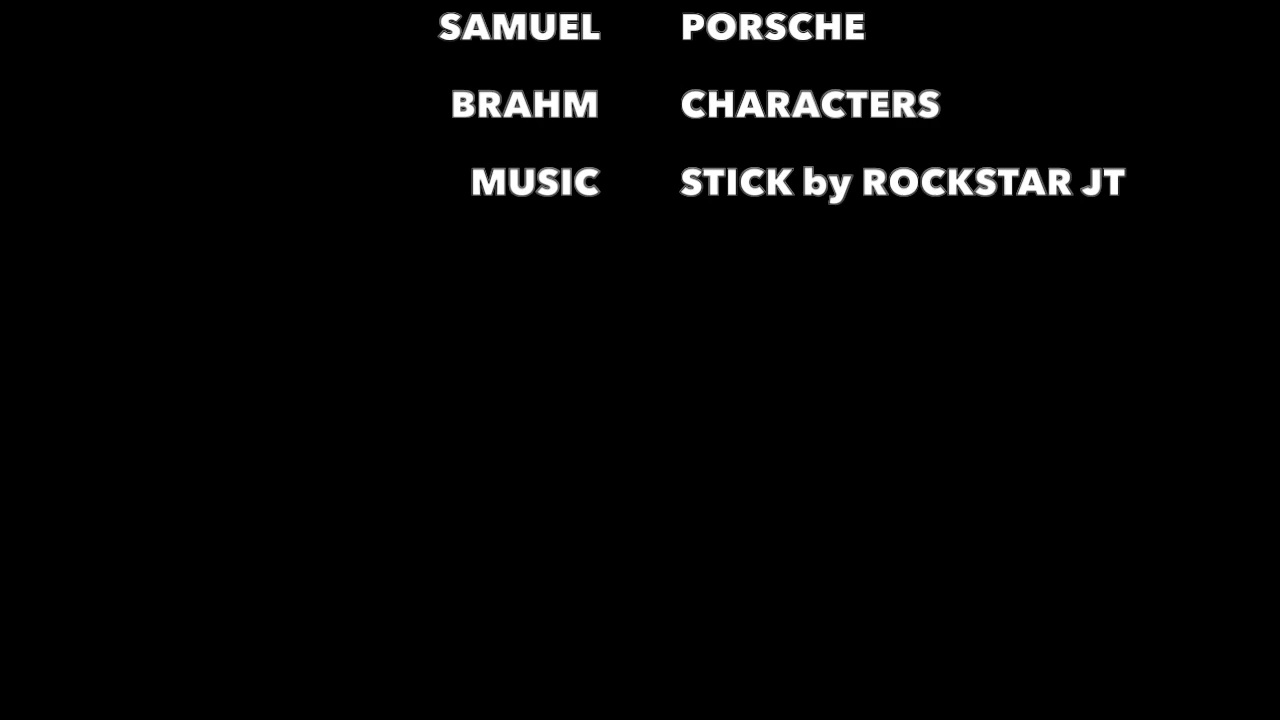 SAMUEL PORSCHE
BRAHM CHARACTERS
MUSIC STICK by ROCKSTAR JT